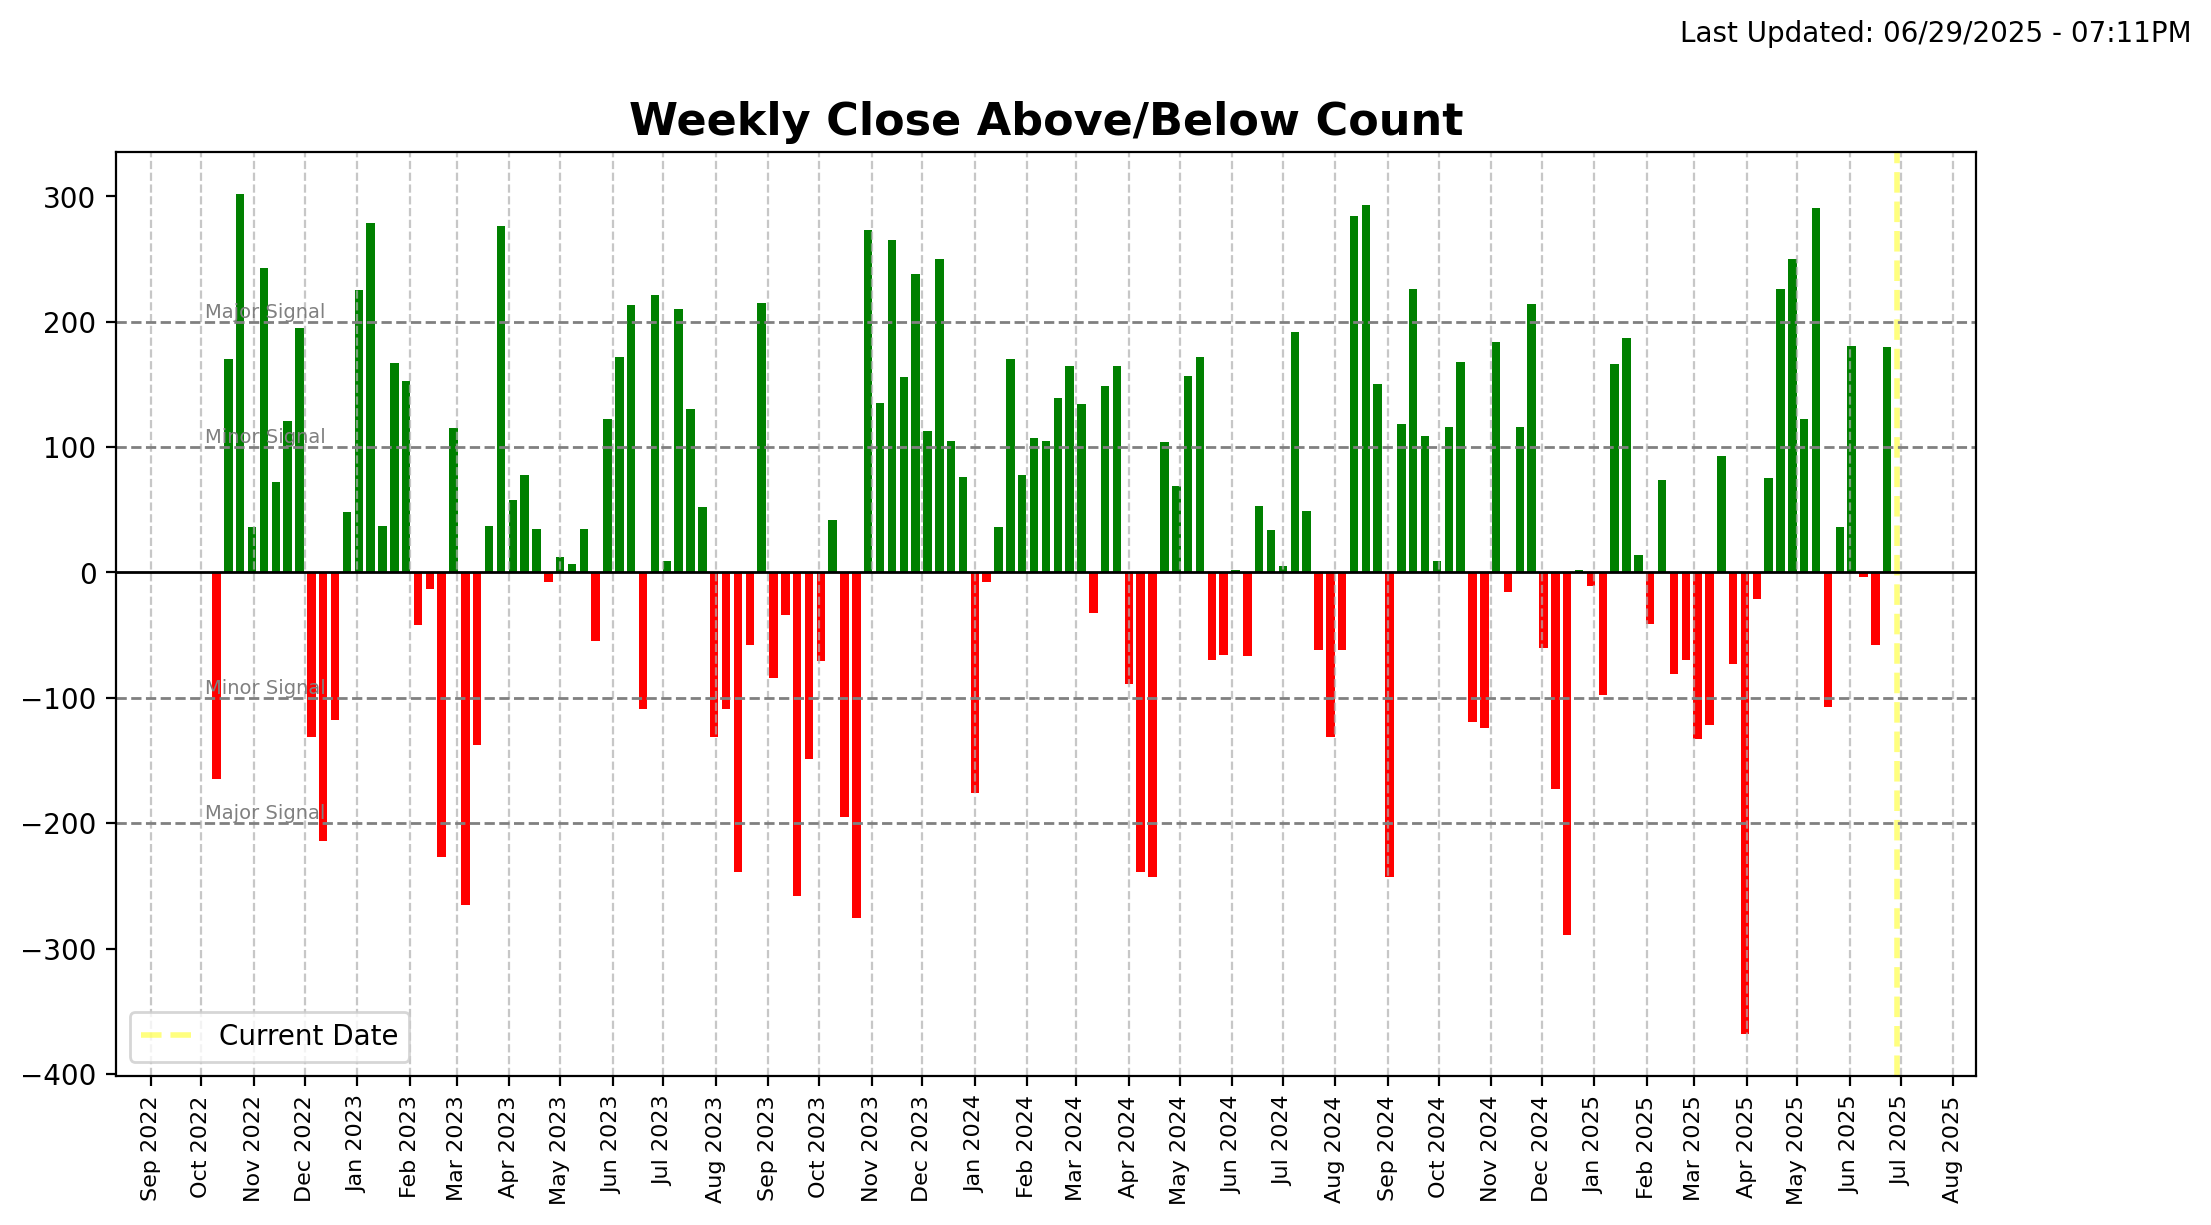 Last Updated: 06/29/2025 - 07:11PM
Weekly Close Above/Below Count
300
200
100
0
−100
−200
−300
−400
Major Signal
Minor Signal
Minor Signal
Major Signal
Current Date
Sep 2022
Oct 2022
Nov 2022
Dec 2022
Jan 2023
Feb 2023
Mar 2023
Apr 2023
May 2023
Jun 2023
Jul 2023
Aug 2023
Sep 2023
Oct 2023
Nov 2023
Dec 2023
Jan 2024
Feb 2024
Mar 2024
Apr 2024
May 2024
Jun 2024
Jul 2024
Aug 2024
Sep 2024
Oct 2024
Nov 2024
Dec 2024
Jan 2025
Feb 2025
Mar 2025
Apr 2025
May 2025
Jun 2025
Jul 2025
Aug 2025